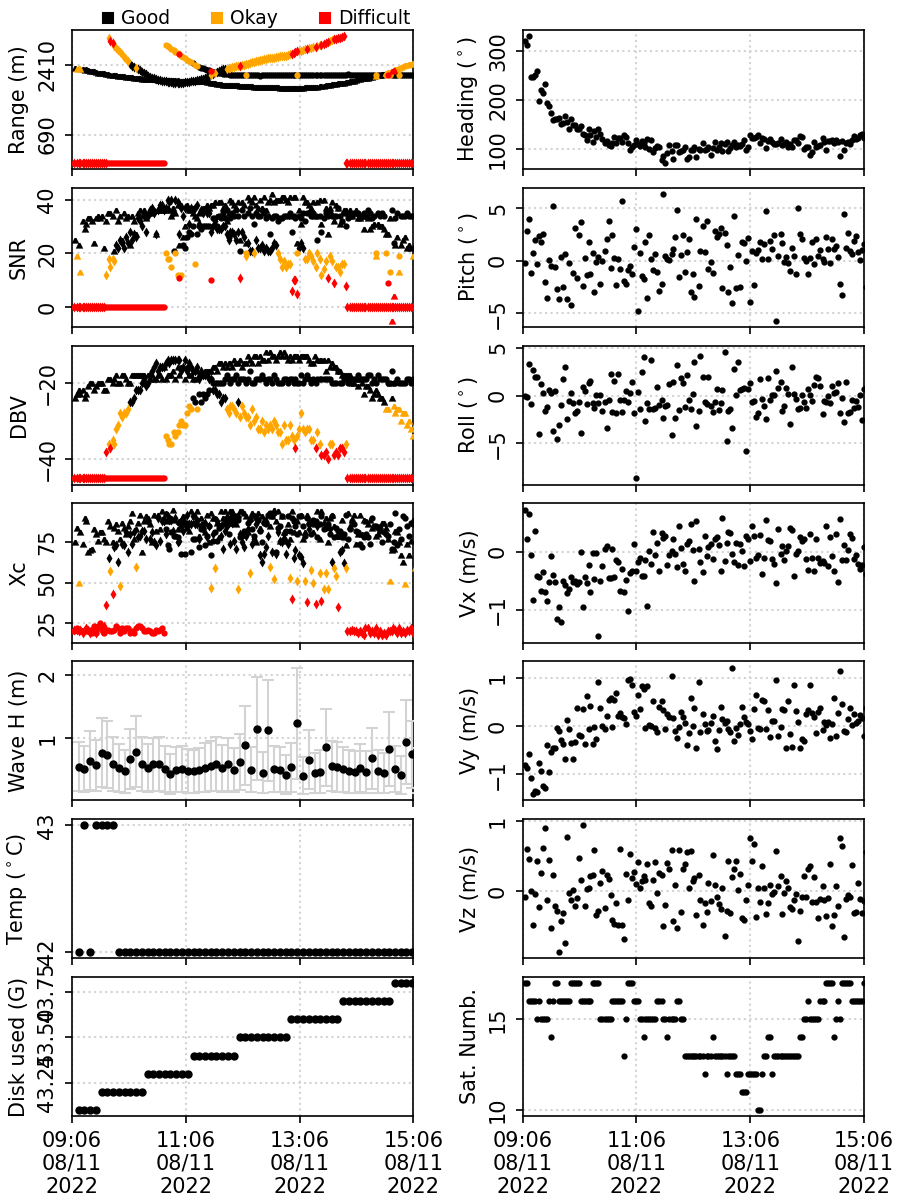 Good Okay Difficult
Range (m)
2410
690
Heading (°)
300
200
100
SNR
40
20
0
Pitch (°)
5
0
−5
DBV
−20
−40
Roll (°)
5
0
−5
Xc
75
50
25
Vx (m/s)
0
−1
Wave H (m)
2
1
Vy (m/s)
1
0
−1
Temp (°C)
43
42
Vz (m/s)
1
0
Disk used (G)
43.75
43.50
43.25
Sat. Numb.
15
10
09:06 11:06 13:06 15:06
08/11 08/11 08/11 08/11
2022 2022 2022 2022
09:06 11:06 13:06 15:06
08/11 08/11 08/11 08/11
2022 2022 2022 2022